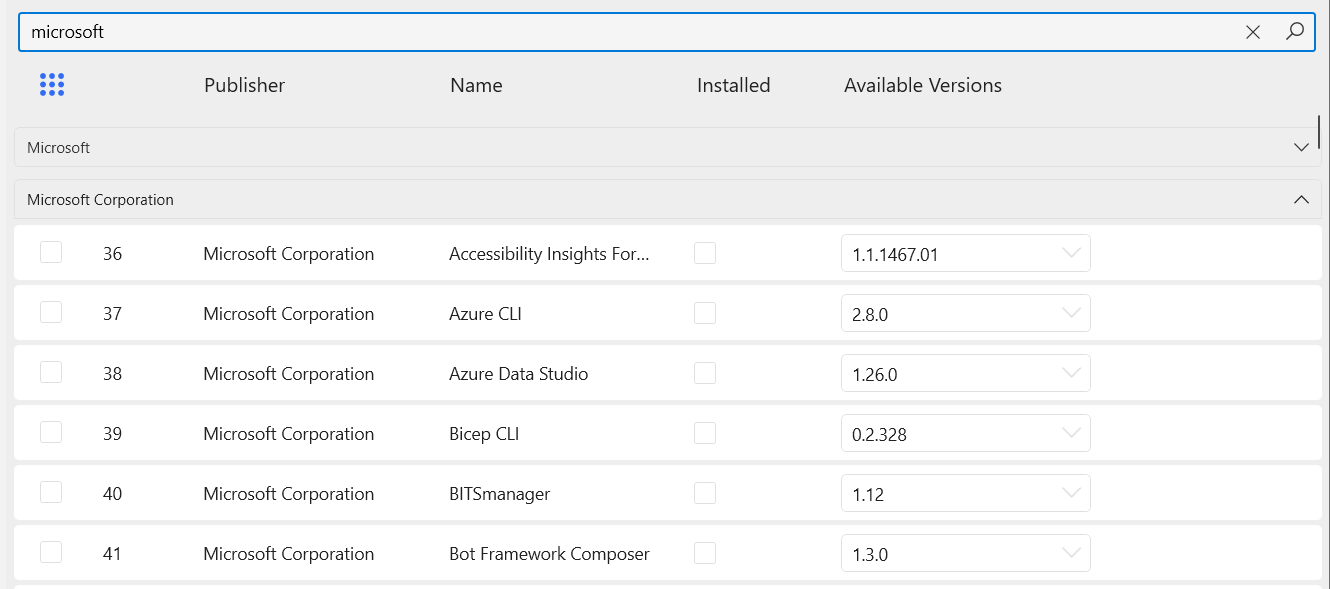 microsoft
Publisher Name Installed Available Versions
Microsoft
Microsoft Corporation
36 Microsoft Corporation Accessibility Insights For... 1.1.1467.01
37 Microsoft Corporation Azure CLI 2.8.0
38 Microsoft Corporation Azure Data Studio 1.26.0
39 Microsoft Corporation Bicep CLI 0.2.328
40 Microsoft Corporation BITSmanager 1.12
41 Microsoft Corporation Bot Framework Composer 1.3.0